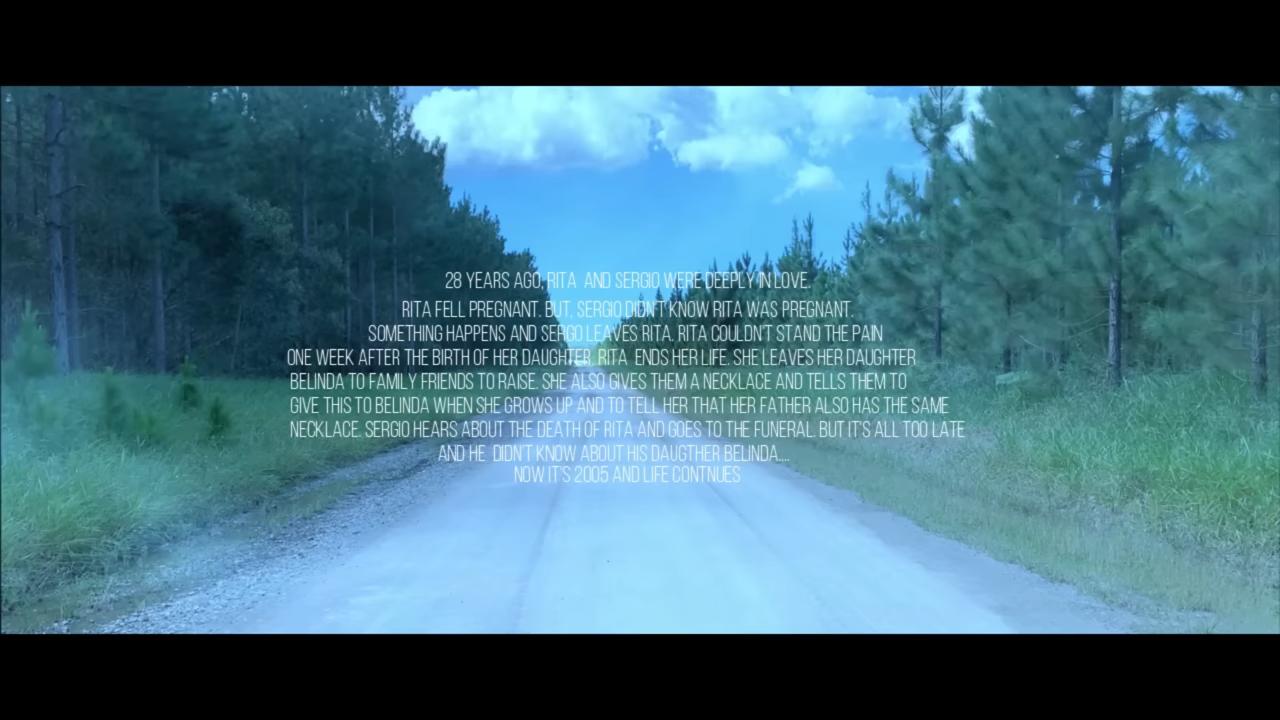 28 YEARS AGO, RITA  AND SERGIO WERE DEEPLY IN LOVE.
RITA FELL PREGNANT. BUT, SERGIO DIDN'T KNOW RITA WAS PREGNANT.
SOMETHING HAPPENS AND SERGO LEAVES RITA. RITA COULDN'T STAND THE PAIN
ONE WEEK AFTER THE BIRTH OF HER DAUGHTER, RITA  ENDS HER LIFE. SHE LEAVES HER DAUGHTER
BELINDA TO FAMILY FRIENDS TO RAISE. SHE ALSO GIVES THEM A NECKLACE AND TELLS THEM TO
GIVE THIS TO BELINDA WHEN SHE GROWS UP AND TO TELL HER THAT HER FATHER ALSO HAS THE SAME
NECKLACE. SERGIO HEARS ABOUT THE DEATH OF RITA AND GOES TO THE FUNERAL. BUT IT'S ALL TOO LATE
AND HE  DIDN'T KNOW ABOUT HIS DAUGTHER BELINDA....
NOW IT'S 2005 AND LIFE CONTNUES